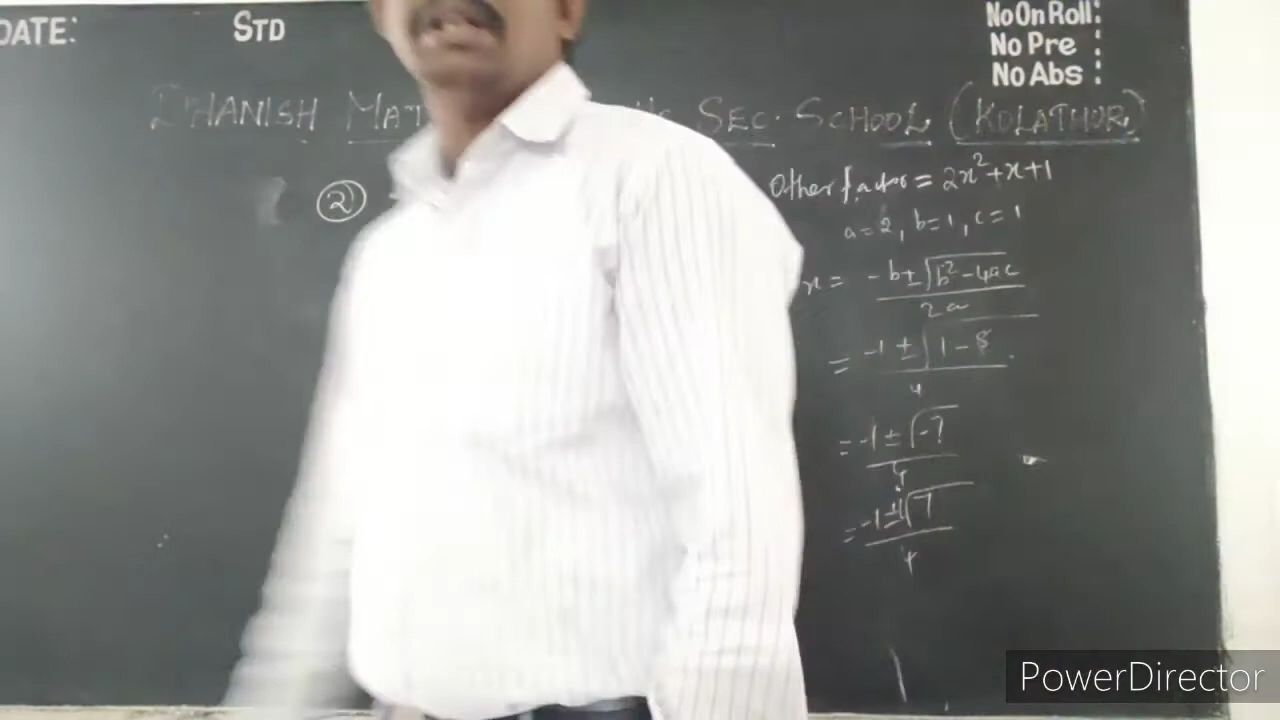 DATE:
STD
No On Roll:
No Pre :
No Abs :
DHANISH MAT SEC. SCHOOL (KOLATHUR)
②
Other factor = 2x²+x+1
a=2, b=1, c=1
x = -b±√b²-4ac
2a
= -1 ± √1-8
4
= -1 ± √-7
4
= -1±i√7
4
PowerDirector